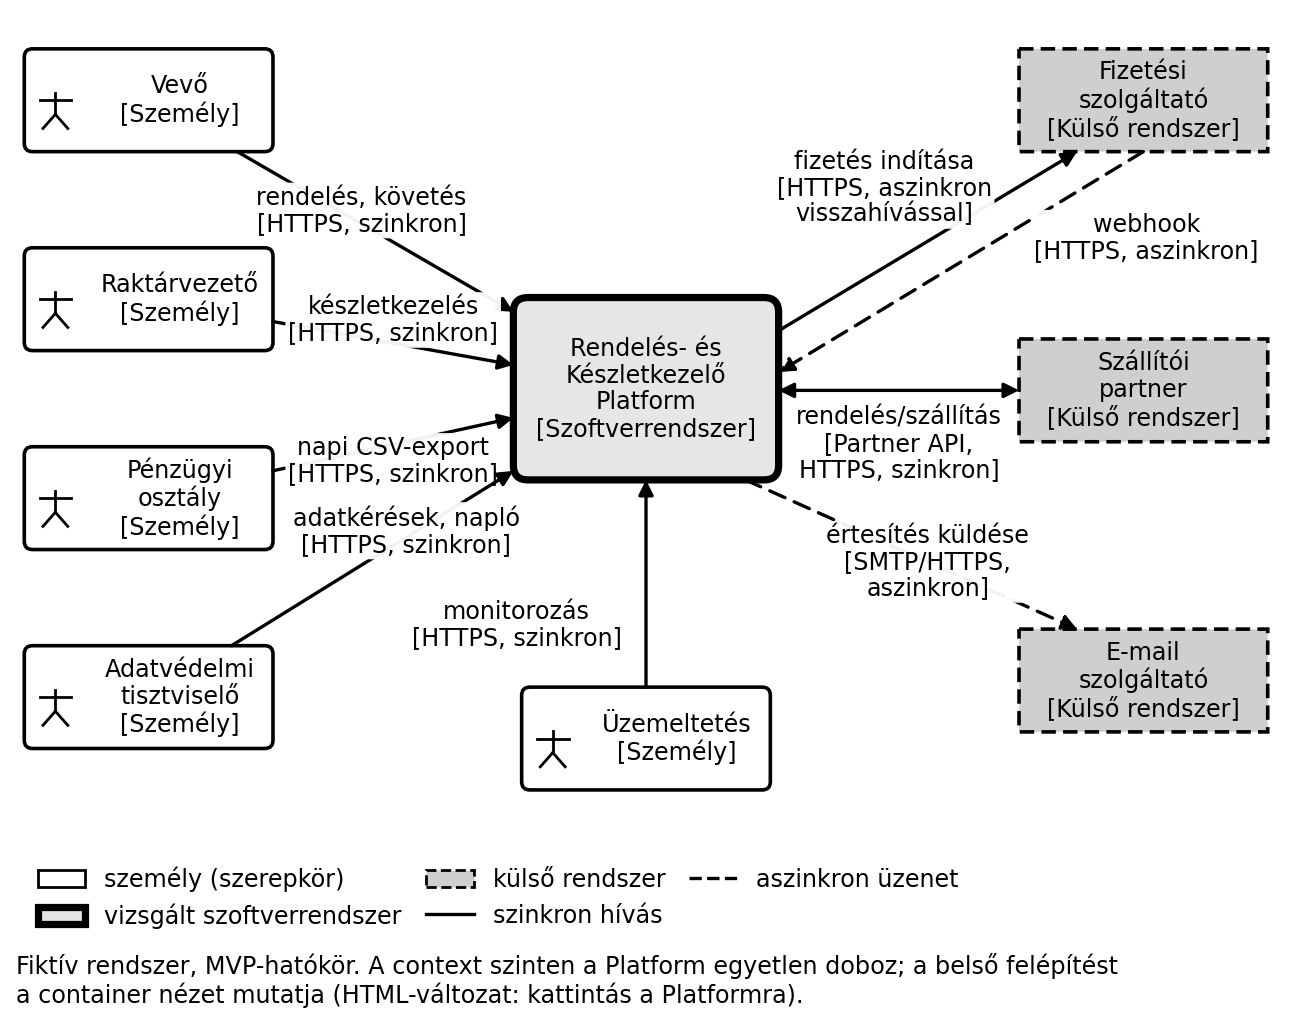 Vevő
[Személy]
Fizetési
szolgáltató
[Külső rendszer]
rendelés, követés
[HTTPS, szinkron]
fizetés indítása
[HTTPS, aszinkron
visszahívással]
webhook
[HTTPS, aszinkron]
Raktárvezető
[Személy]
készletkezelés
[HTTPS, szinkron]
Rendelés- és
Készletkezelő
Platform
[Szoftverrendszer]
Szállítói
partner
[Külső rendszer]
rendelés/szállítás
[Partner API,
HTTPS, szinkron]
napi CSV-export
[HTTPS, szinkron]
Pénzügyi
osztály
[Személy]
adatkérések, napló
[HTTPS, szinkron]
értesítés küldése
[SMTP/HTTPS,
aszinkron]
monitorozás
[HTTPS, szinkron]
Adatvédelmi
tisztviselő
[Személy]
Üzemeltetés
[Személy]
E-mail
szolgáltató
[Külső rendszer]
személy (szerepkör)
külső rendszer
aszinkron üzenet
vizsgált szoftverrendszer
szinkron hívás
Fiktív rendszer, MVP-hatókör. A context szinten a Platform egyetlen doboz; a belső felépítést
a container nézet mutatja (HTML-változat: kattintás a Platformra).